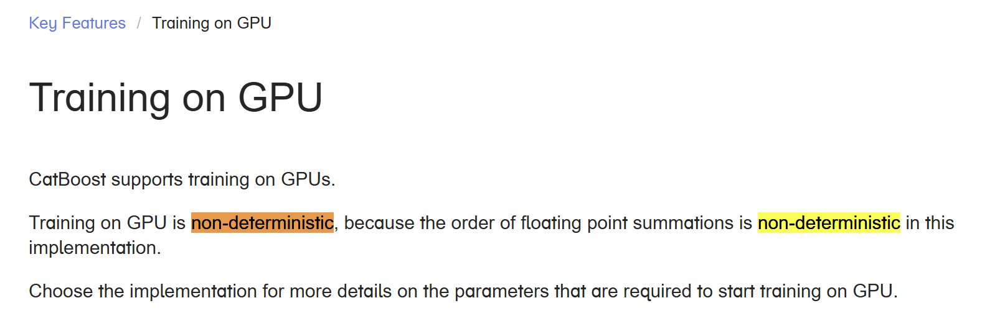 Key Features / Training on GPU
Training on GPU
CatBoost supports training on GPUs.
Training on GPU is non-deterministic, because the order of floating point summations is non-deterministic in this
implementation.
Choose the implementation for more details on the parameters that are required to start training on GPU.